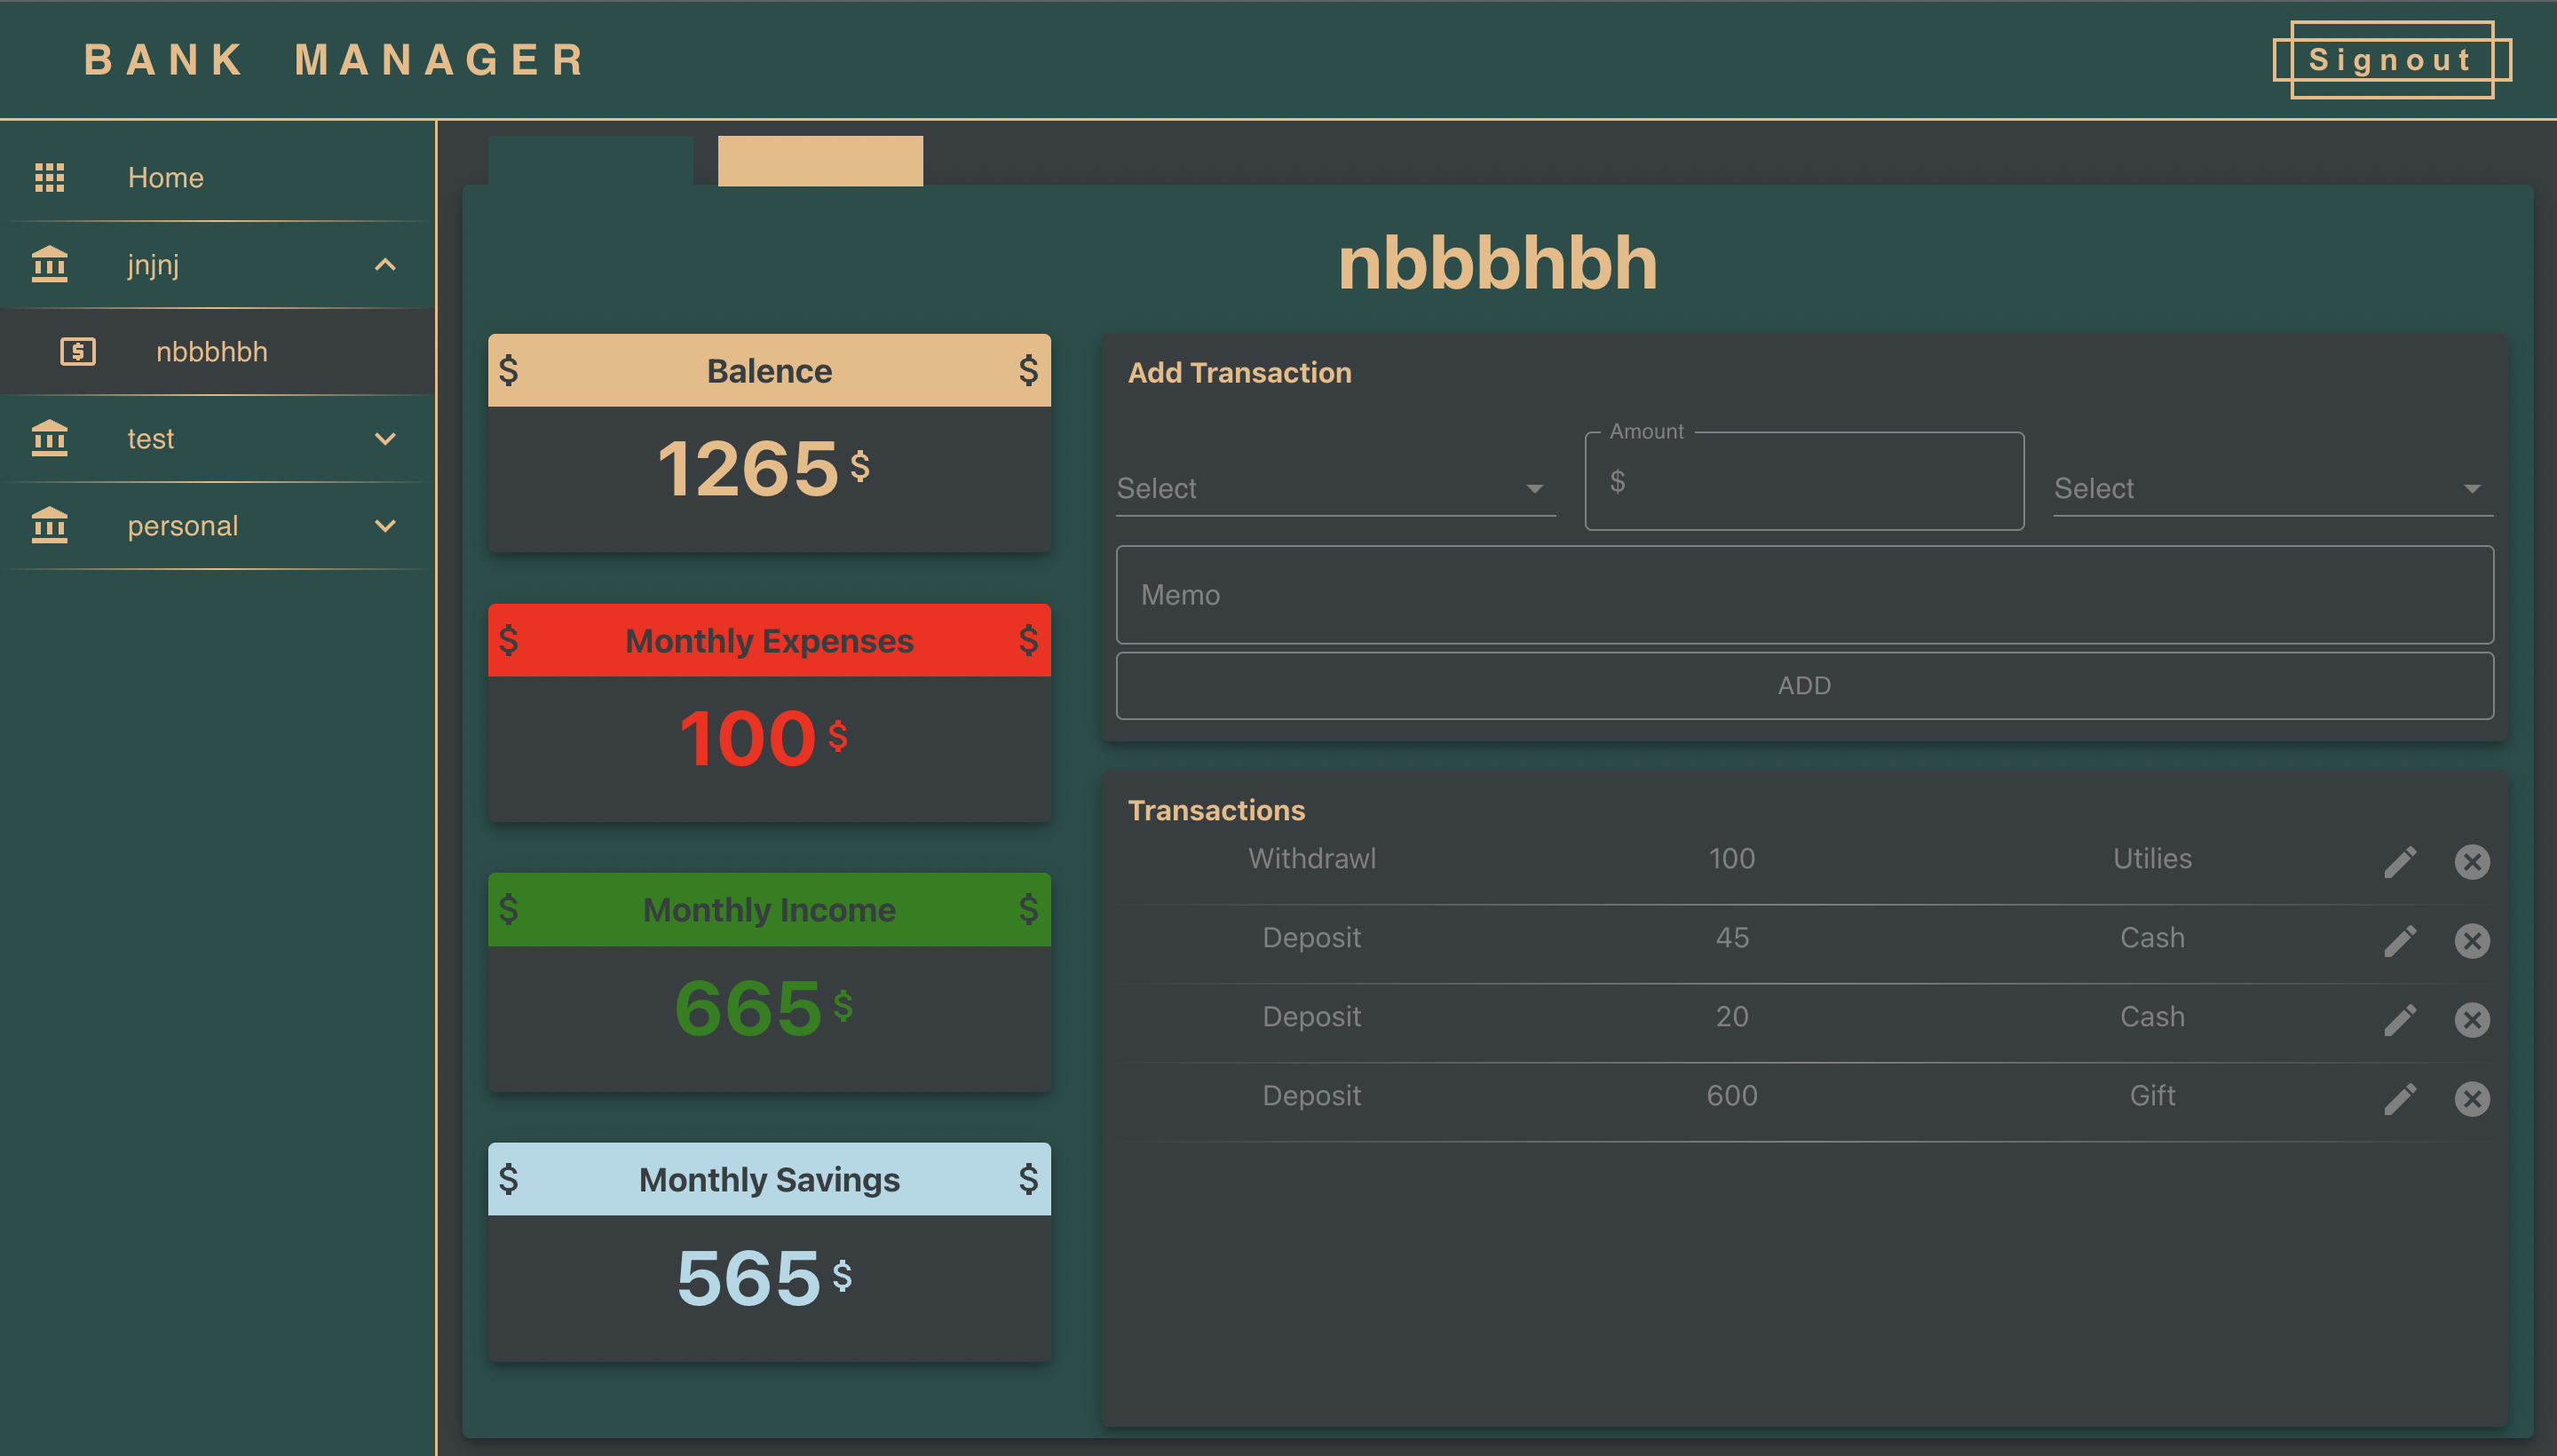 BANK MANAGER
Signout
Home
jnjnj
nbbbhbh
test
personal
nbbbhbh
$ Balence $
1265 $
$ Monthly Expenses $
100 $
$ Monthly Income $
665 $
$ Monthly Savings $
565 $
Add Transaction
Amount
Select $ Select
Memo
ADD
Transactions
Withdrawl 100 Utilies
Deposit 45 Cash
Deposit 20 Cash
Deposit 600 Gift